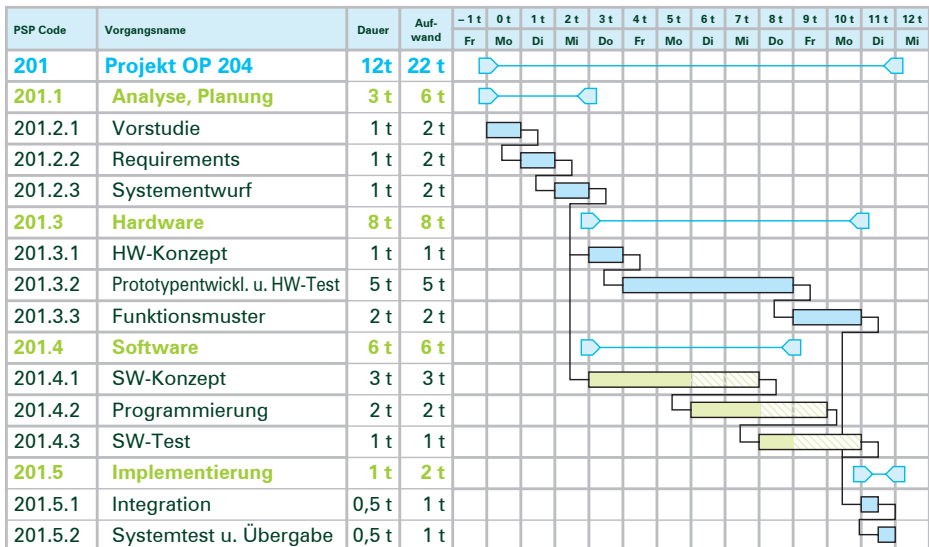 PSP Code Vorgangsname Dauer Auf- – 1 t 0 t 1 t 2 t 3 t 4 t 5 t 6 t 7 t 8 t 9 t 10 t 11 t 12 t
wand Fr Mo Di Mi Do Fr Mo Di Mi Do Fr Mo Di Mi
201 Projekt OP 204 12t 22 t
201.1 Analyse, Planung 3 t 6 t
201.2.1 Vorstudie 1 t 2 t
201.2.2 Requirements 1 t 2 t
201.2.3 Systementwurf 1 t 2 t
201.3 Hardware 8 t 8 t
201.3.1 HW-Konzept 1 t 1 t
201.3.2 Prototypentwickl. u. HW-Test 5 t 5 t
201.3.3 Funktionsmuster 2 t 2 t
201.4 Software 6 t 6 t
201.4.1 SW-Konzept 3 t 3 t
201.4.2 Programmierung 2 t 2 t
201.4.3 SW-Test 1 t 1 t
201.5 Implementierung 1 t 2 t
201.5.1 Integration 0,5 t 1 t
201.5.2 Systemtest u. Übergabe 0,5 t 1 t